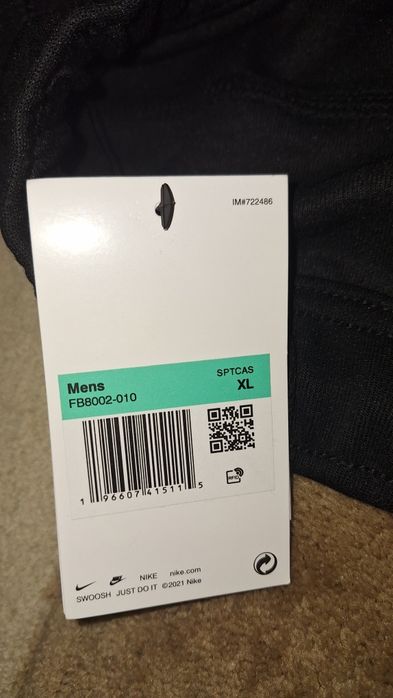 IM#722486
Mens
SPTCAS
FB8002-010
XL
1 96607 41511 5
RFID
NIKE nike.com
SWOOSH JUST DO IT ©2021 Nike